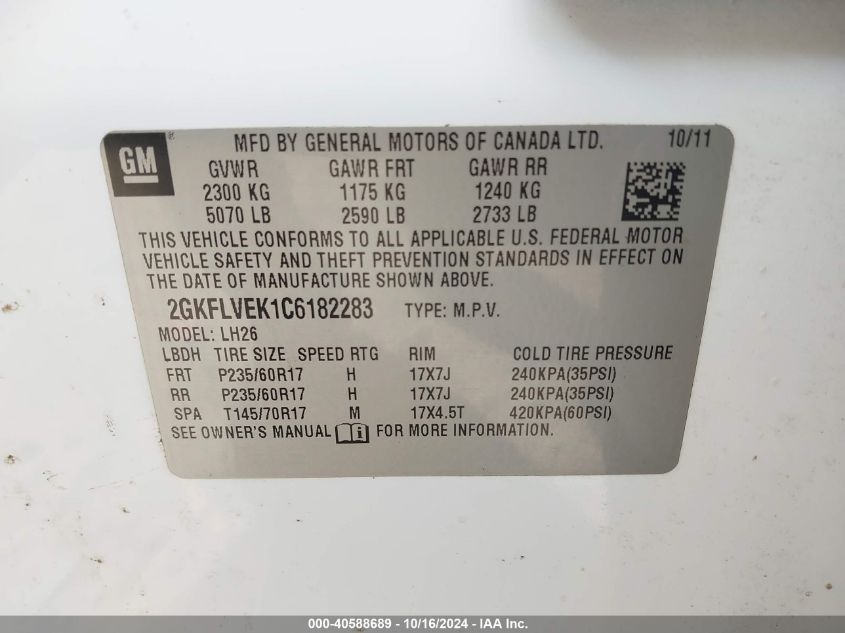 GM ® MFD BY GENERAL MOTORS OF CANADA LTD. 10/11
GVWR GAWR FRT GAWR RR
2300 KG 1175 KG 1240 KG
5070 LB 2590 LB 2733 LB
THIS VEHICLE CONFORMS TO ALL APPLICABLE U.S. FEDERAL MOTOR
VEHICLE SAFETY AND THEFT PREVENTION STANDARDS IN EFFECT ON
THE DATE OF MANUFACTURE SHOWN ABOVE.
2GKFLVEK1C6182283 TYPE: M.P.V.
MODEL: LH26
LBDH TIRE SIZE SPEED RTG RIM COLD TIRE PRESSURE
FRT P235/60R17 H 17X7J 240KPA(35PSI)
RR P235/60R17 H 17X7J 240KPA(35PSI)
SPA T145/70R17 M 17X4.5T 420KPA(60PSI)
SEE OWNER'S MANUAL FOR MORE INFORMATION.
000-40588689 - 10/16/2024 - IAA Inc.